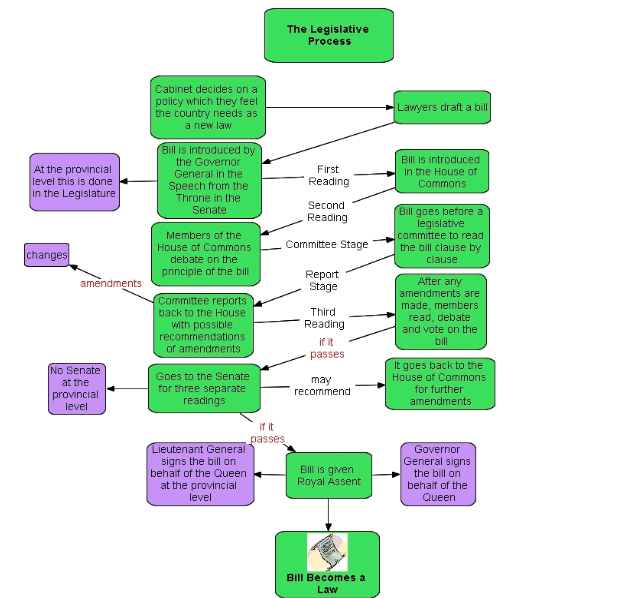 The Legislative
Process
Cabinet decides on a
policy which they feel
the country needs as
a new law
Lawyers draft a bill
At the provincial
level this is done
in the Legislature
Bill is introduced by
the Governor
General in the
Speech from the
Throne in the
Senate
First
Reading
Bill is introduced
in the House of
Commons
Second
Reading
Members of the
House of Commons
debate on the
principle of the bill
Committee Stage
Bill goes before a
legislative
committee to read
the bill clause by
clause
changes
amendments
Report
Stage
Committee reports
back to the House
with possible
recommendations
of amendments
Third
Reading
After any
amendments are
made, members
read, debate
and vote on the
bill
if it
passes
No Senate
at the
provincial
level
Goes to the Senate
for three separate
readings
may
recommend
It goes back to the
House of Commons
for further
amendments
if it
passes
Lieutenant General
signs the bill on
behalf of the Queen
at the provincial
level
Bill is given
Royal Assent
Governor
General signs
the bill on
behalf of the
Queen
Bill Becomes a
Law